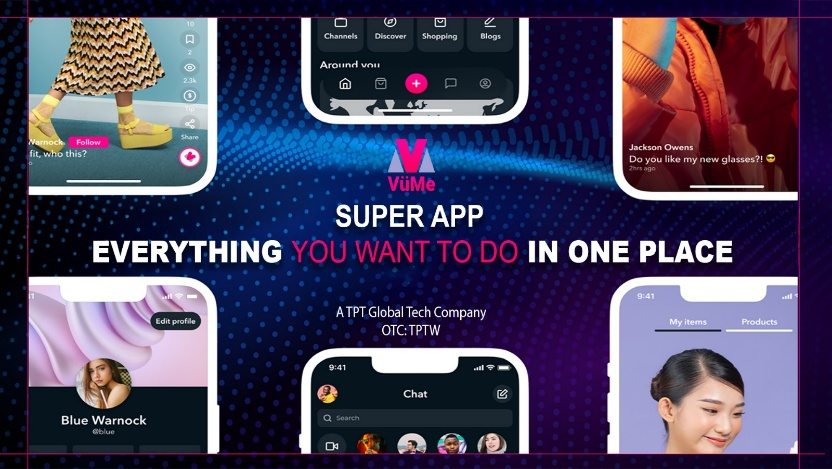 18
2
2.3k
Tip
Share
Warnock
Follow
fit, who this?
Channels
Discover
Shopping
Blogs
Around you
Jackson Owens
Do you like my new glasses?! 😎
2hrs ago
VüMe
SUPER APP
EVERYTHING YOU WANT TO DO IN ONE PLACE
A TPT Global Tech Company
OTC: TPTW
Edit profile
Blue Warnock
@blue
9:41
Chat
Search
9:41
My items
Products